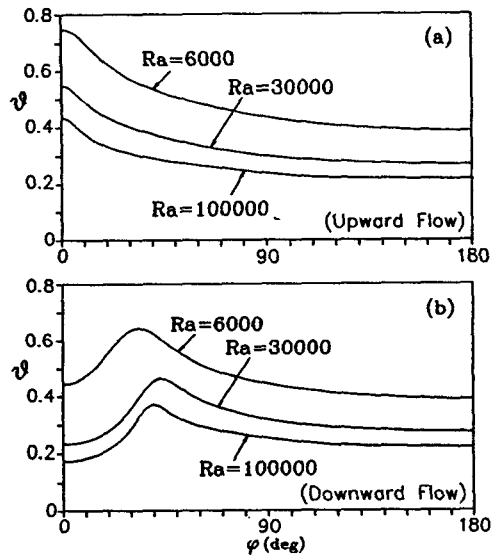 0.8
(a)
Ra=6000
0.6
Ra=30000
ϑ
0.4
0.2
Ra=100000
(Upward Flow)
0
0 90 180
0.8
(b)
Ra=6000
0.6
Ra=30000
ϑ
0.4
0.2
Ra=100000
(Downward Flow)
0.0
0 90 180
φ (deg)